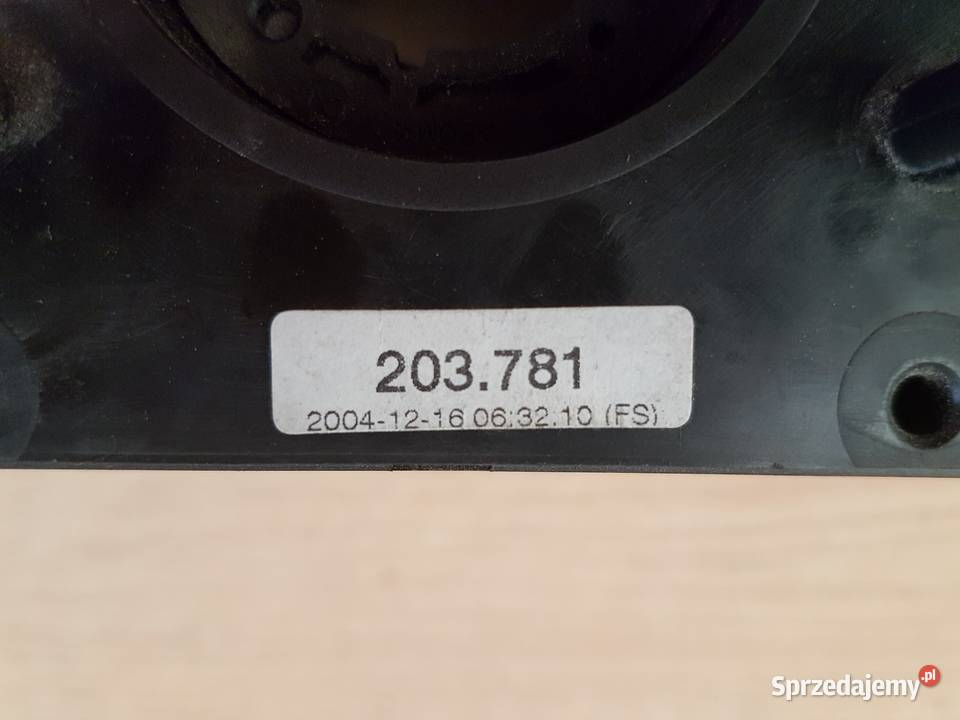 203.781
2004-12-16 06:32.10 (FS)
Sprzedajemy.pl